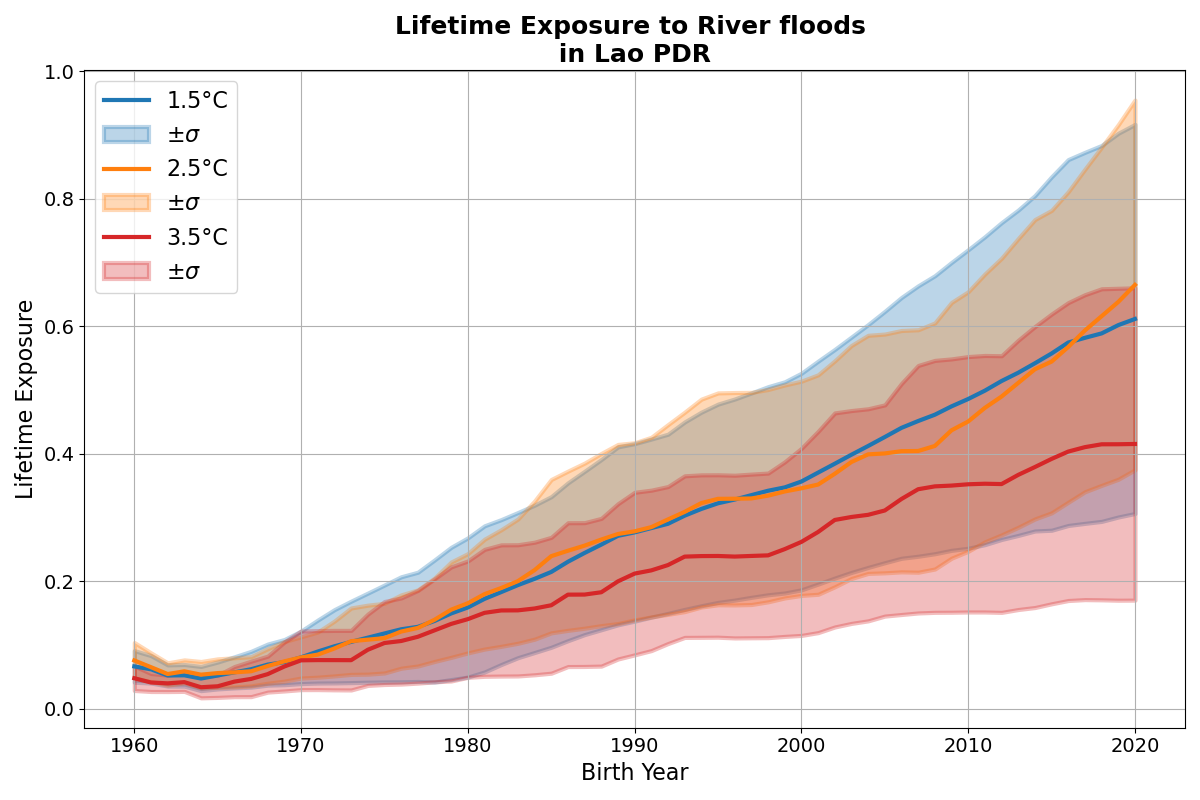 Lifetime Exposure to River floods
in Lao PDR
1.5°C
±σ
2.5°C
±σ
3.5°C
±σ
Lifetime Exposure
1.0
0.8
0.6
0.4
0.2
0.0
1960 1970 1980 1990 2000 2010 2020
Birth Year